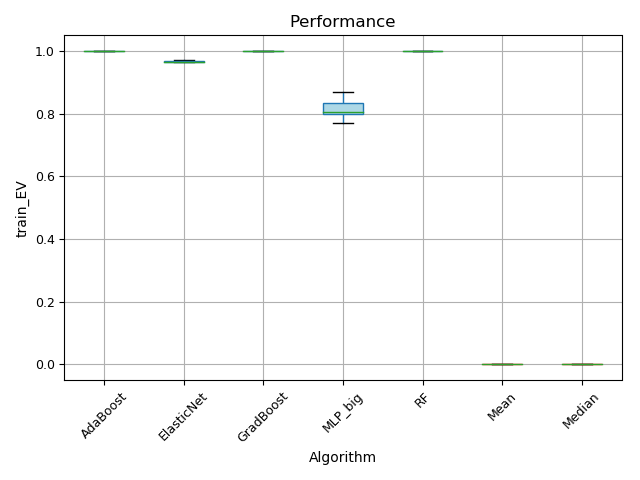 Performance
train_EV
1.0
0.8
0.6
0.4
0.2
0.0
AdaBoost
ElasticNet
GradBoost
MLP_big
RF
Mean
Median
Algorithm